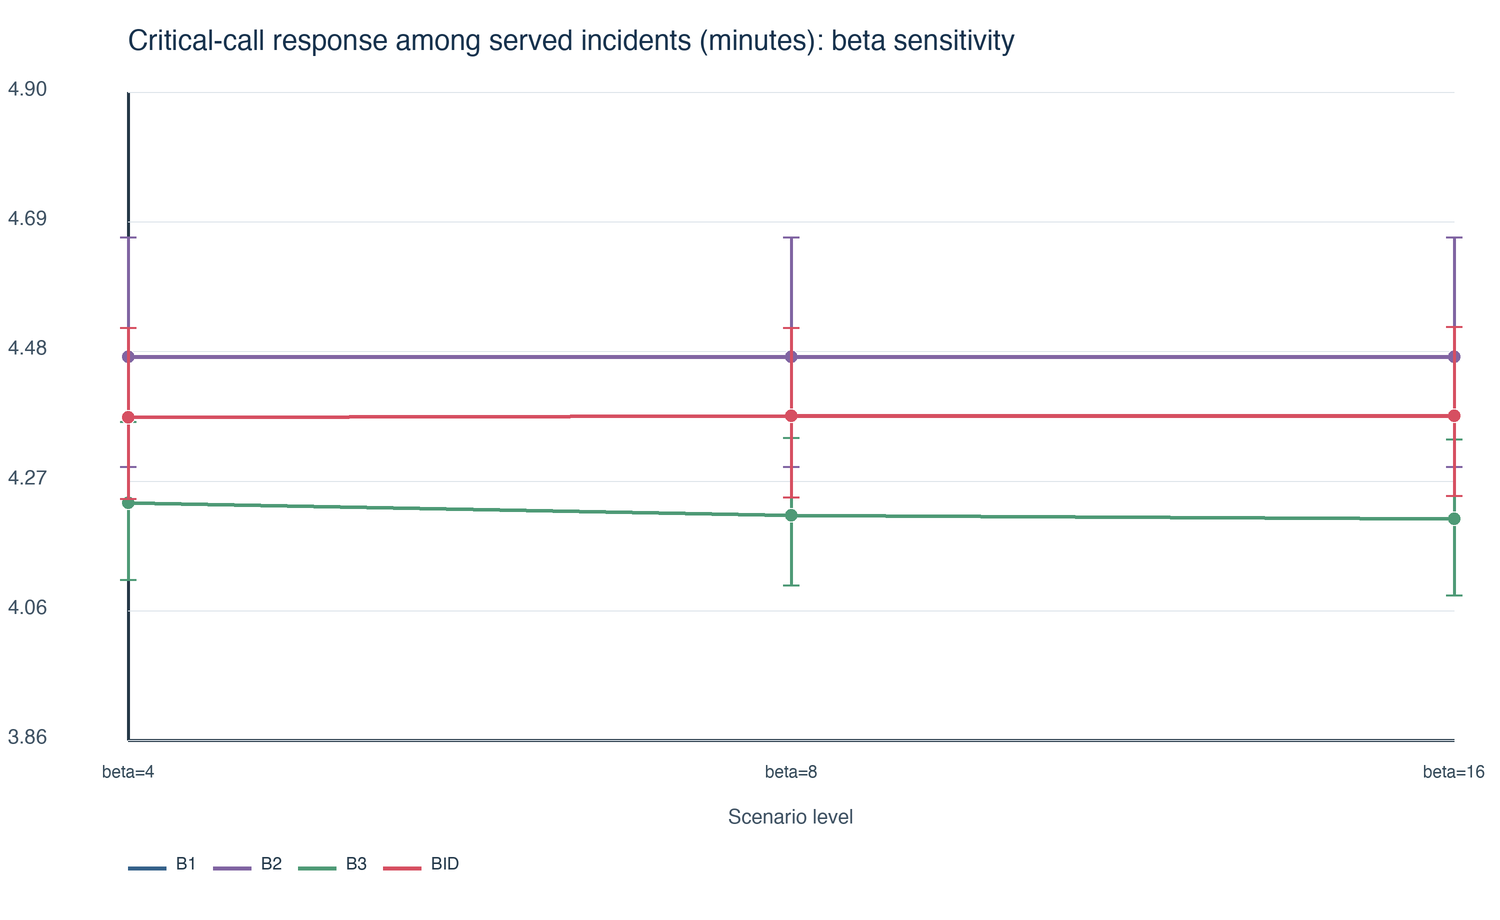 Critical-call response among served incidents (minutes): beta sensitivity
4.90
4.69
4.48
4.27
4.06
3.86
beta=4 beta=8 beta=16
Scenario level
B1 B2 B3 BID